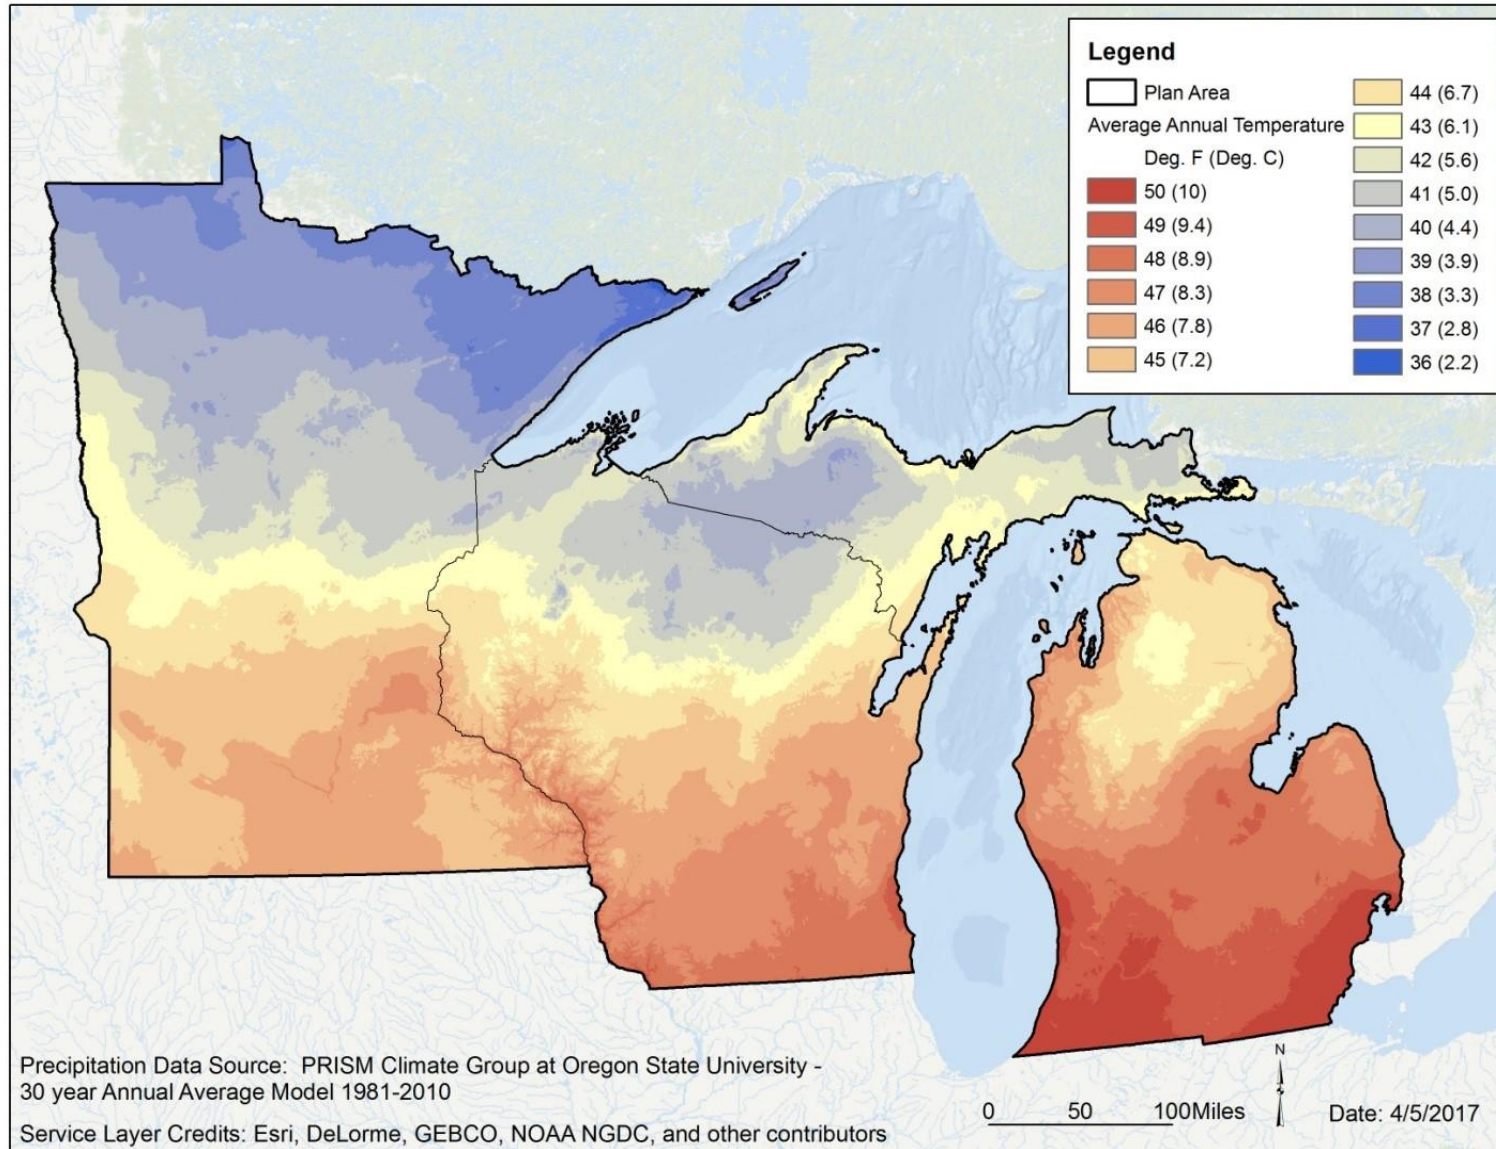 Legend
Plan Area
Average Annual Temperature
Deg. F (Deg. C)
50 (10)
49 (9.4)
48 (8.9)
47 (8.3)
46 (7.8)
45 (7.2)
44 (6.7)
43 (6.1)
42 (5.6)
41 (5.0)
40 (4.4)
39 (3.9)
38 (3.3)
37 (2.8)
36 (2.2)
Precipitation Data Source: PRISM Climate Group at Oregon State University -
30 year Annual Average Model 1981-2010
Service Layer Credits: Esri, DeLorme, GEBCO, NOAA NGDC, and other contributors
0 50 100Miles
N
Date: 4/5/2017